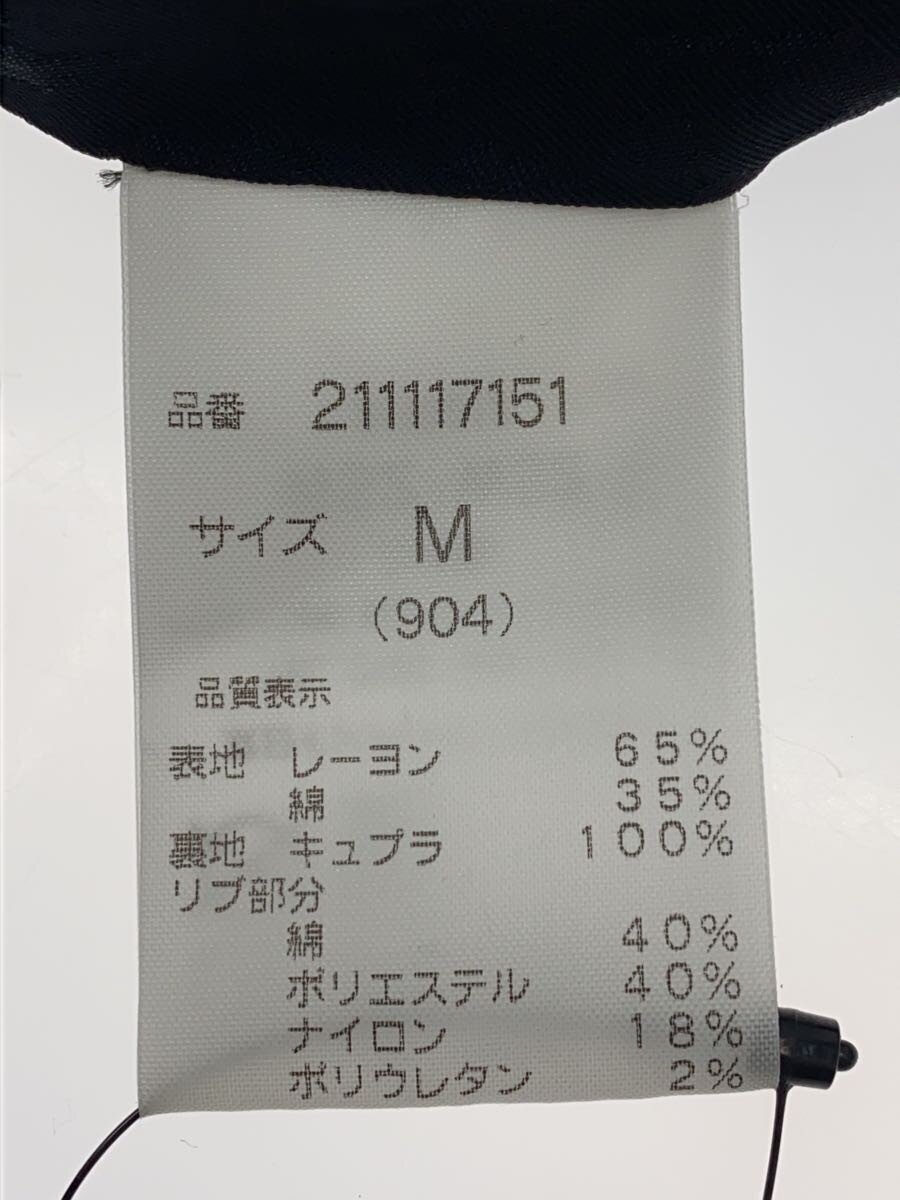 品番 211117151
サイズ M
(904)
品質表示
表地 レーヨン 65%
綿 35%
裏地 キュプラ 100%
リブ部分
綿 40%
ポリエステル 40%
ナイロン 18%
ポリウレタン 2%